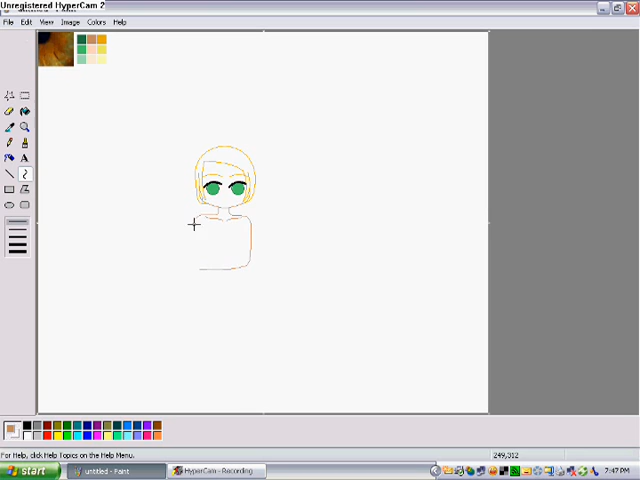 Unregistered HyperCam 2
File Edit View Image Colors Help
A
For Help, click Help Topics on the Help Menu.
249,312
start
untitled - Paint
HyperCam - Recording
7:47 PM